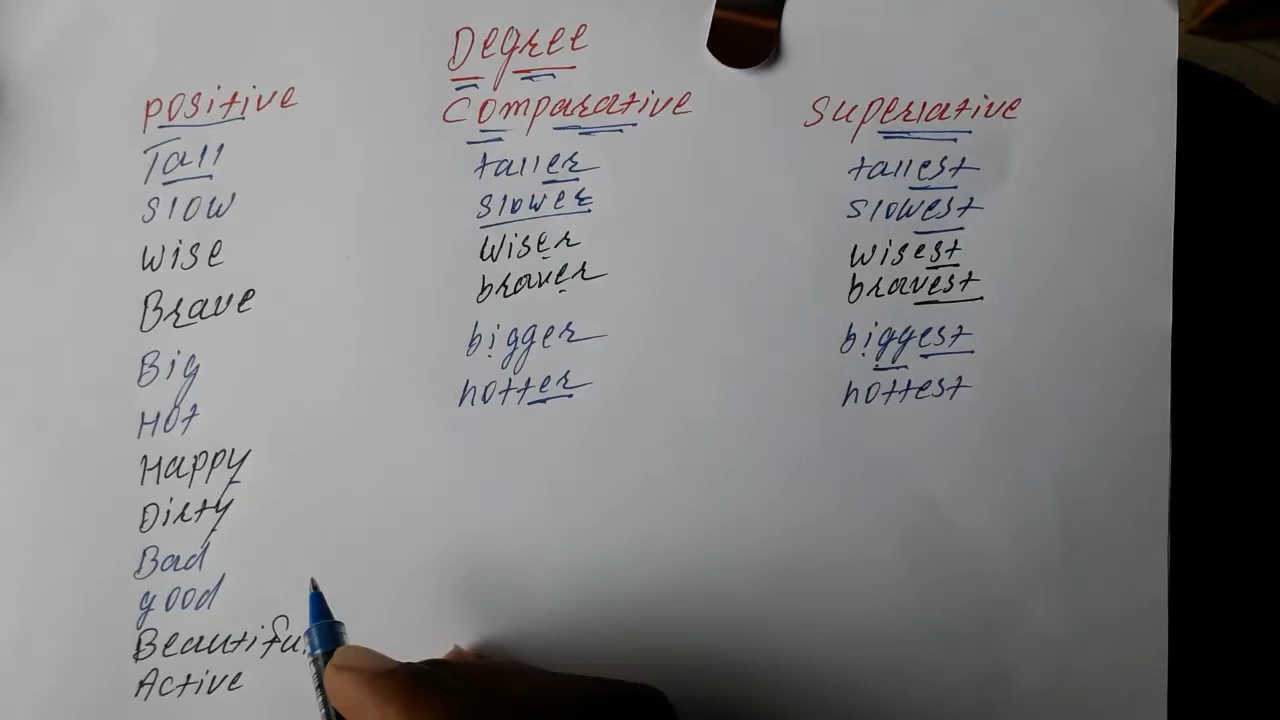 Degree
Positive Comparative Superlative
Tall taller tallest
Slow slower slowest
Wise Wiser Wisest
Brave braver bravest
Big bigger biggest
Hot hotter hottest
Happy
Dirty
Bad
good
Beautiful
Active